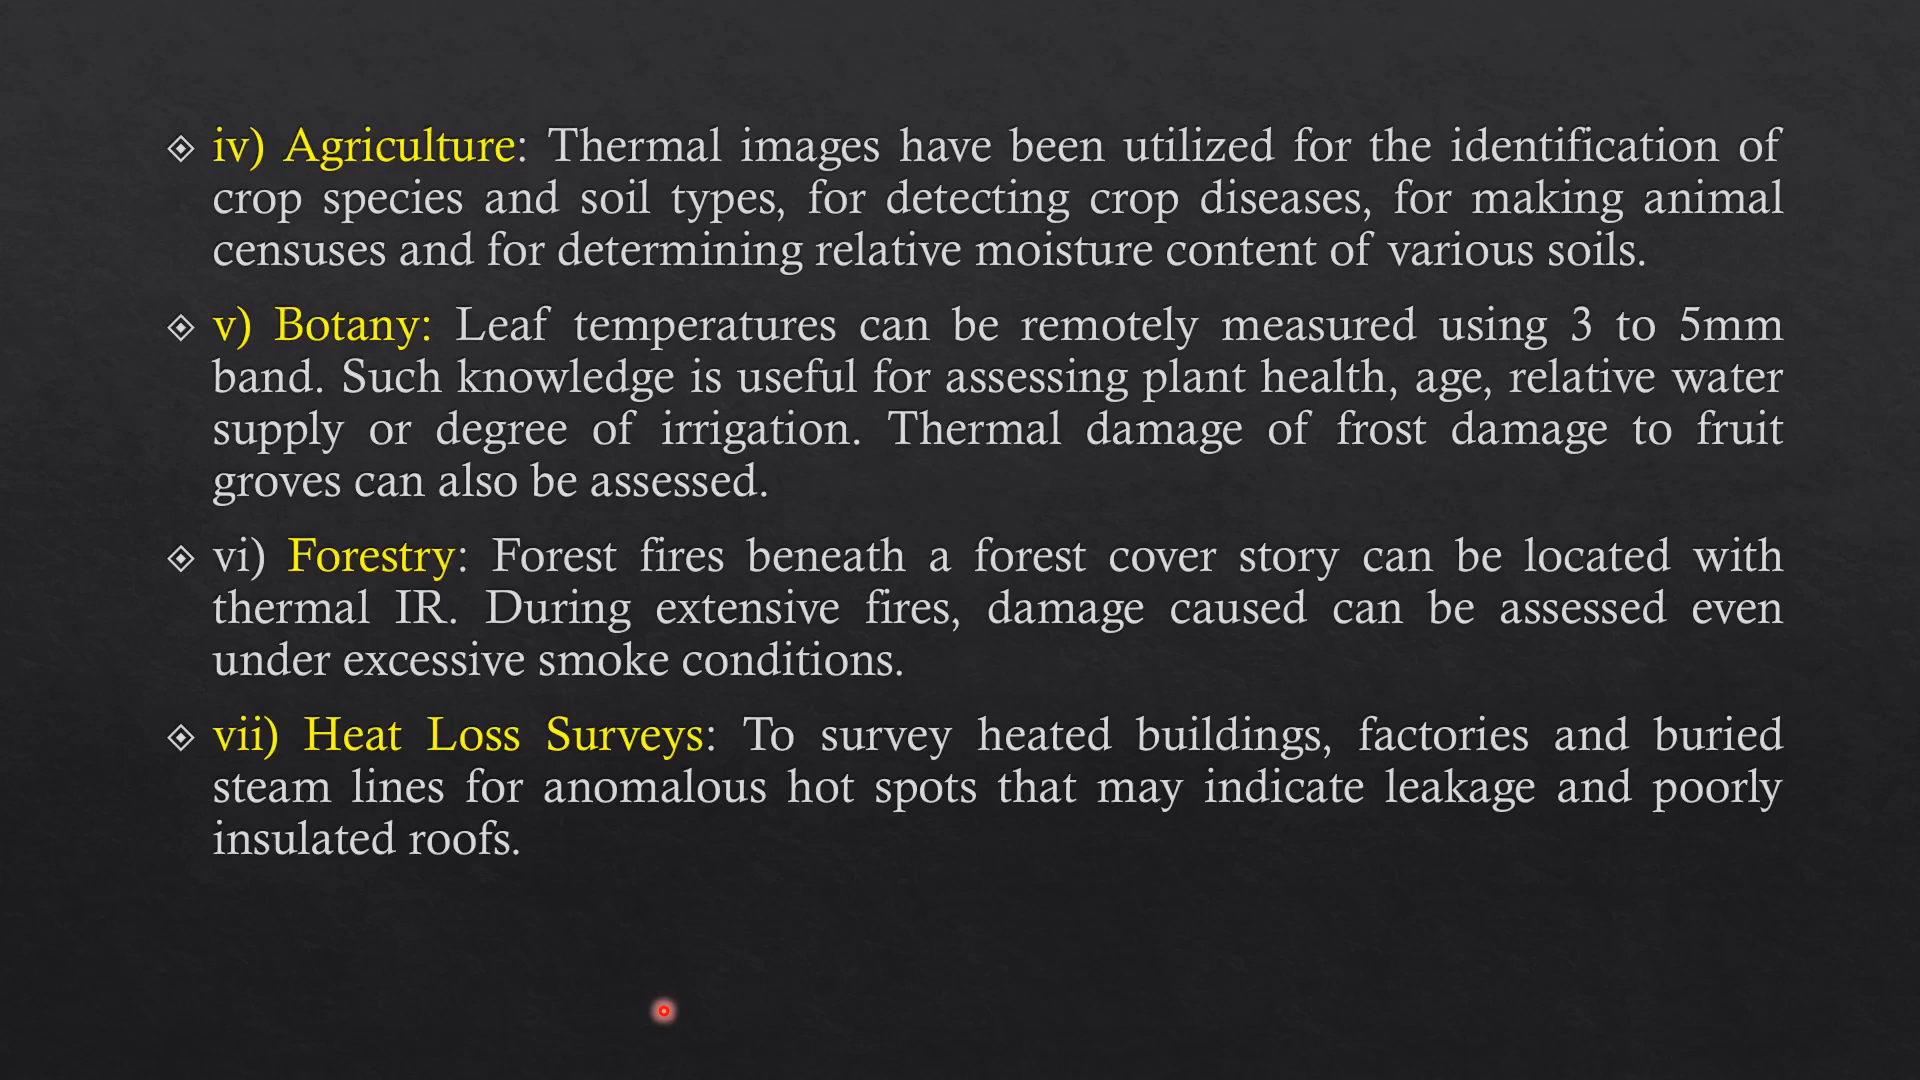 iv) Agriculture: Thermal images have been utilized for the identification of
crop species and soil types, for detecting crop diseases, for making animal
censuses and for determining relative moisture content of various soils.
v) Botany: Leaf temperatures can be remotely measured using 3 to 5mm
band. Such knowledge is useful for assessing plant health, age, relative water
supply or degree of irrigation. Thermal damage of frost damage to fruit
groves can also be assessed.
vi) Forestry: Forest fires beneath a forest cover story can be located with
thermal IR. During extensive fires, damage caused can be assessed even
under excessive smoke conditions.
vii) Heat Loss Surveys: To survey heated buildings, factories and buried
steam lines for anomalous hot spots that may indicate leakage and poorly
insulated roofs.